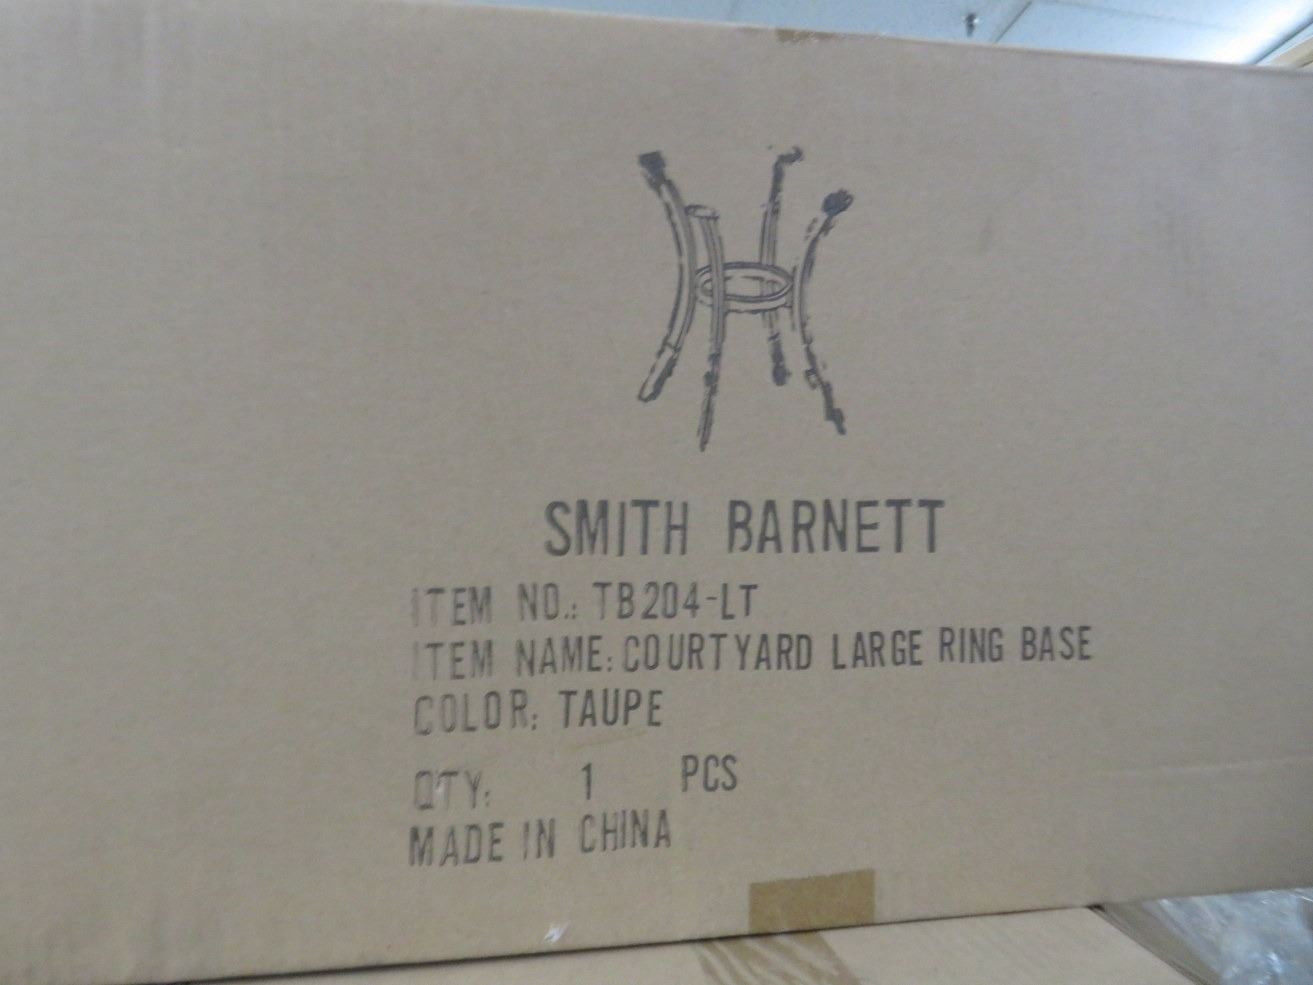 SMITH BARNETT
ITEM NO.: TB204-LT
ITEM NAME: COURTYARD LARGE RING BASE
COLOR: TAUPE
QTY: 1 PCS
MADE IN CHINA